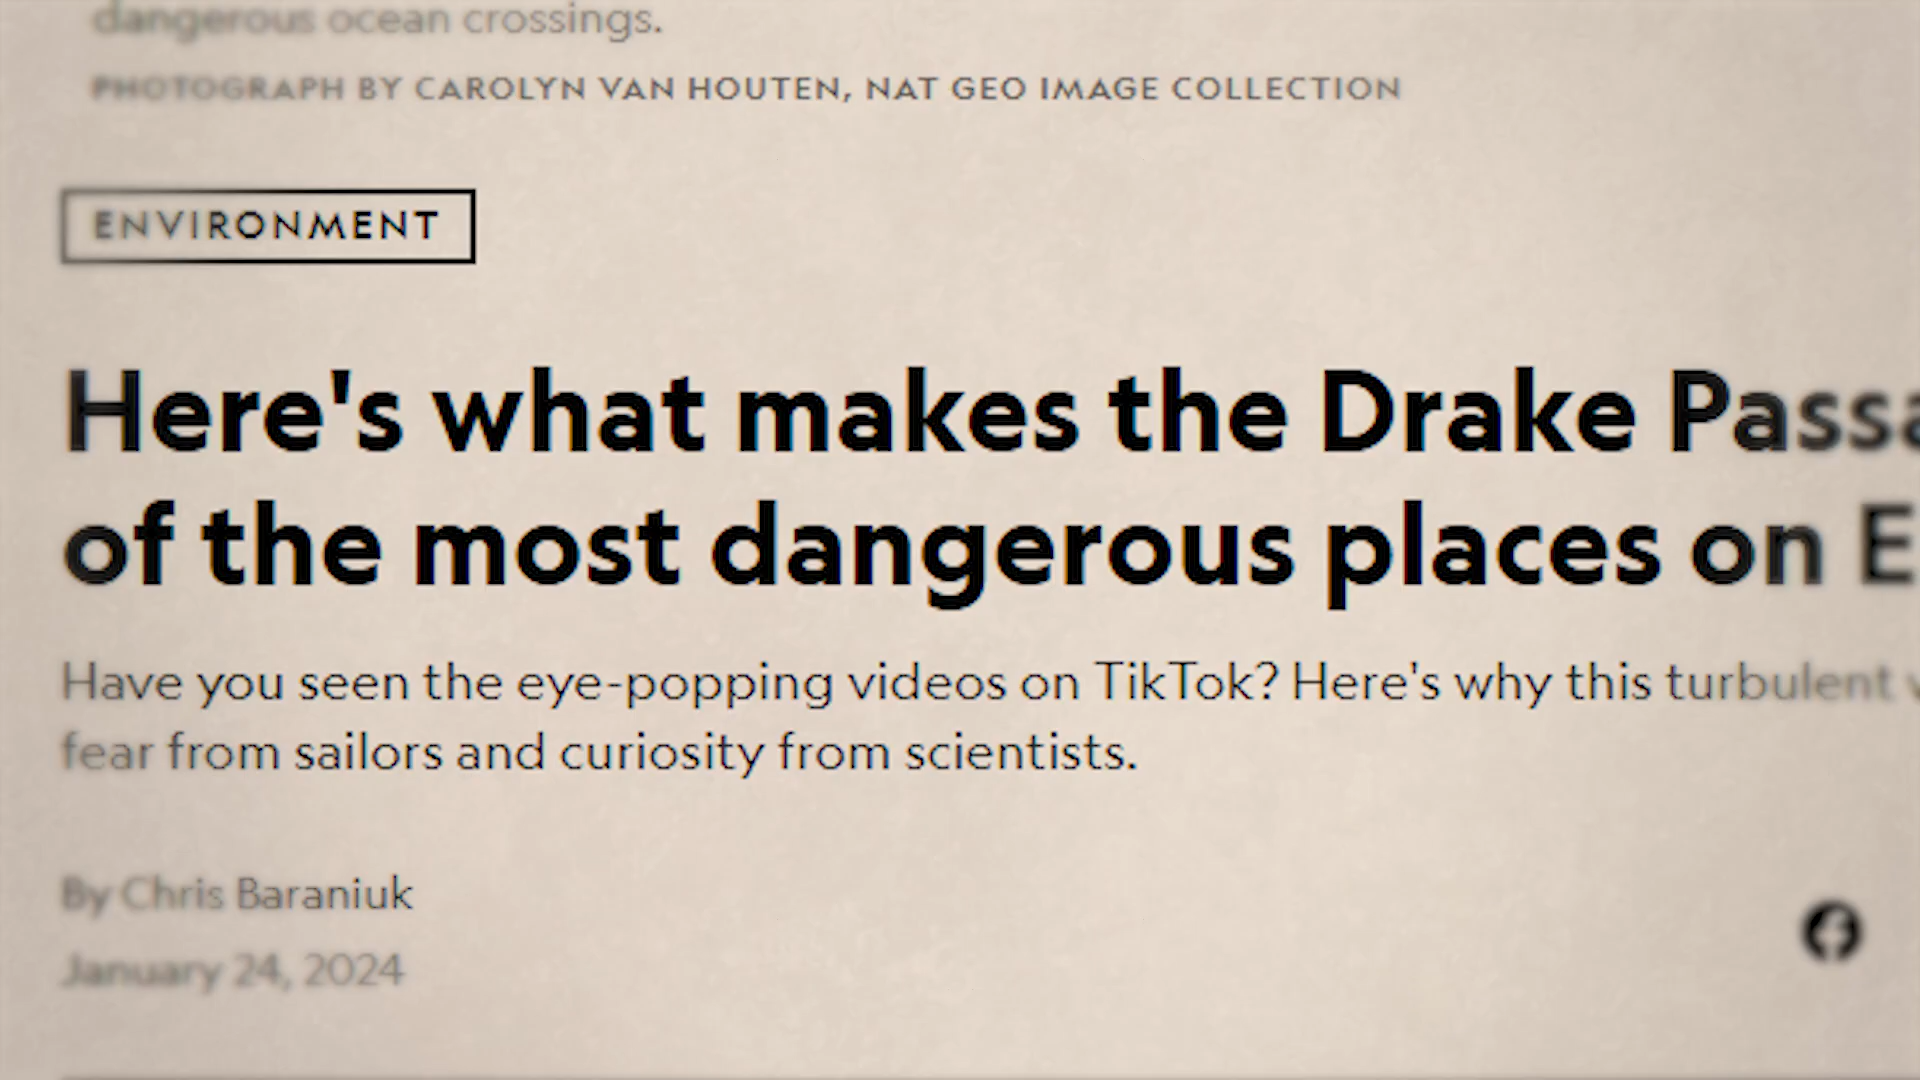 dangerous ocean crossings.
PHOTOGRAPH BY CAROLYN VAN HOUTEN, NAT GEO IMAGE COLLECTION
ENVIRONMENT
Here's what makes the Drake Passa
of the most dangerous places on E
Have you seen the eye-popping videos on TikTok? Here's why this turbulent
fear from sailors and curiosity from scientists.
By Chris Baraniuk
January 24, 2024